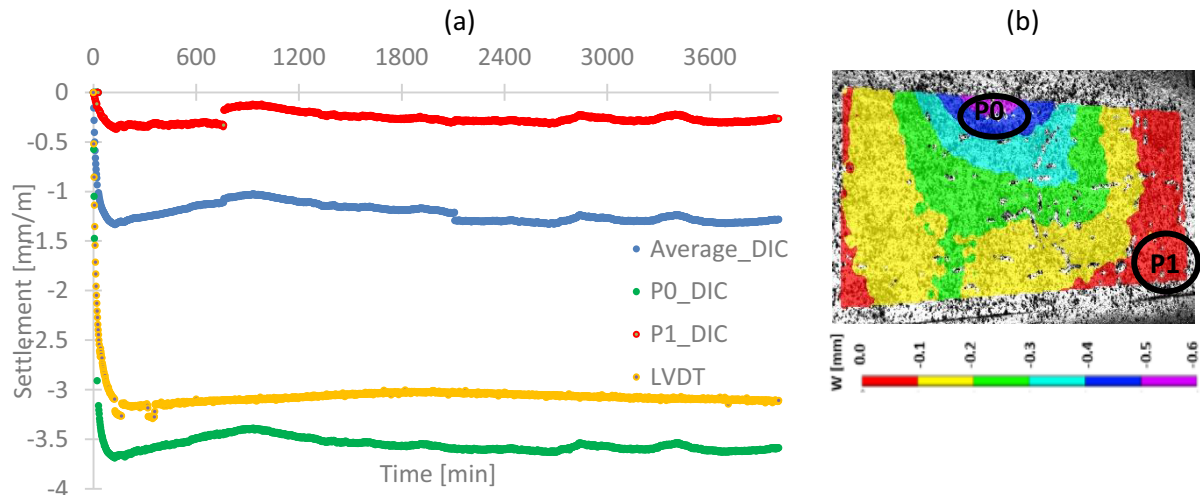 (a)
(b)
0 600 1200 1800 2400 3000 3600
0
-0.5
-1
-1.5
-2
-2.5
-3
-3.5
-4
Settlement [mm/m]
Time [min]
Average_DIC
P0_DIC
P1_DIC
LVDT
P0
P1
W [mm]
0.0
-0.1
-0.2
-0.3
-0.4
-0.5
-0.6